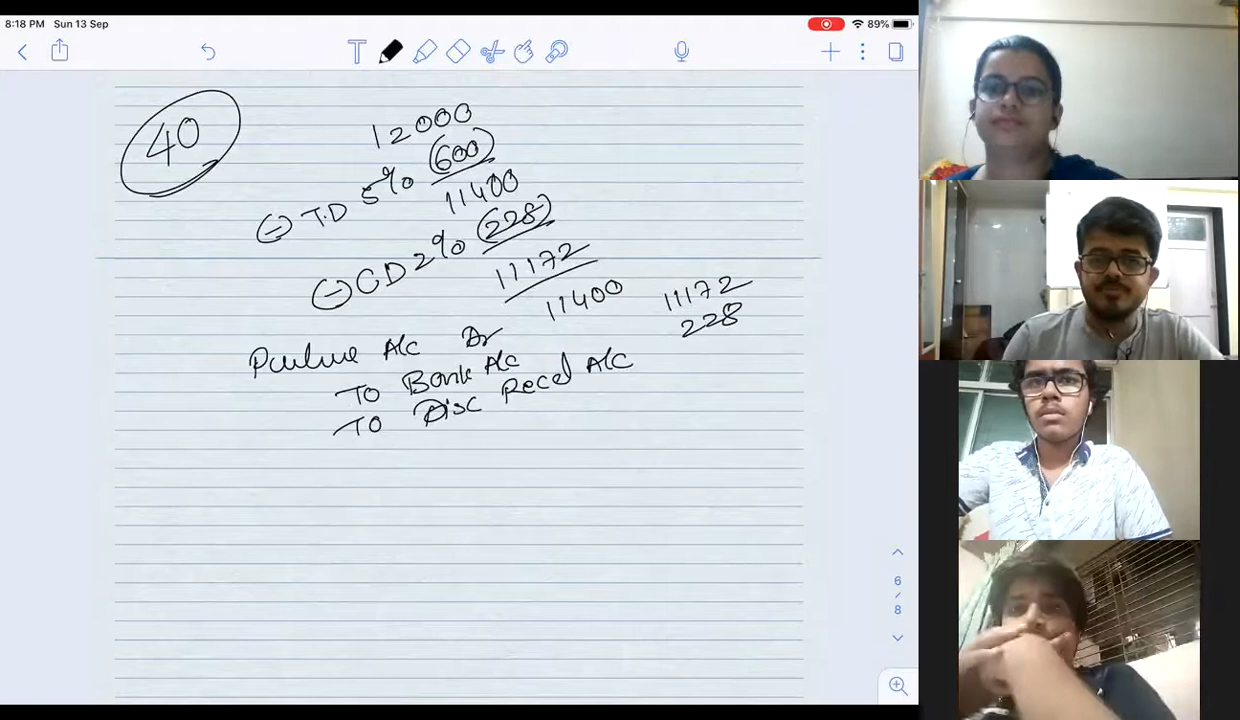 8:18 PM Sun 13 Sep
89%
T
40
12000
⊖ T.D 5% (600)
11400
⊖ CD 2% (228)
11172
Purchase A/c Dr 11400
To Bank A/c 11172
To Disc Recd A/c 228
6
/
8